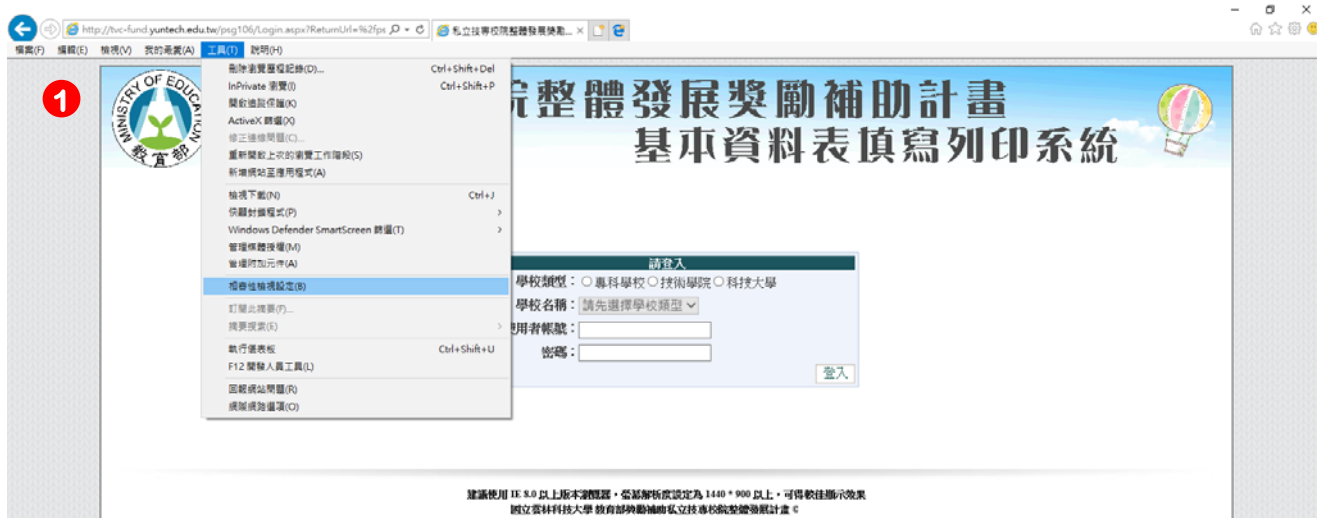 http://tvc-fund.yuntech.edu.tw/psg106/Login.aspx?ReturnUrl=%2fps
私立技專校院整體發展獎勵...
檔案(F) 編輯(E) 檢視(V) 我的最愛(A) 工具(T) 說明(H)
1
MINISTRY OF EDUCATION
教育部
院整體發展獎勵補助計畫
基本資料表填寫列印系統
刪除瀏覽歷程記錄(D)... Ctrl+Shift+Del
InPrivate 瀏覽(I) Ctrl+Shift+P
開啟追蹤保護(K)
ActiveX 篩選(X)
修正連線問題(C)...
重新開啟上次的瀏覽工作階段(S)
新增網站至應用程式(A)
檢視下載(N) Ctrl+J
快顯封鎖程式(P)
Windows Defender SmartScreen 篩選(T)
管理媒體授權(M)
管理附加元件(A)
相容性檢視設定(B)
訂閱此摘要(F)...
摘要探索(E)
執行儀表板 Ctrl+Shift+U
F12 開發人員工具(L)
回報網站問題(R)
網際網路選項(O)
請登入
學校類型：專科學校 技術學院 科技大學
學校名稱：請先選擇學校類型
使用者帳號：
密碼：
登入
建議使用 IE 8.0 以上版本瀏覽器，螢幕解析度設定為 1440 * 900 以上，可得較佳顯示效果
國立雲林科技大學 教育部獎勵補助私立技專校院整體發展計畫 ©